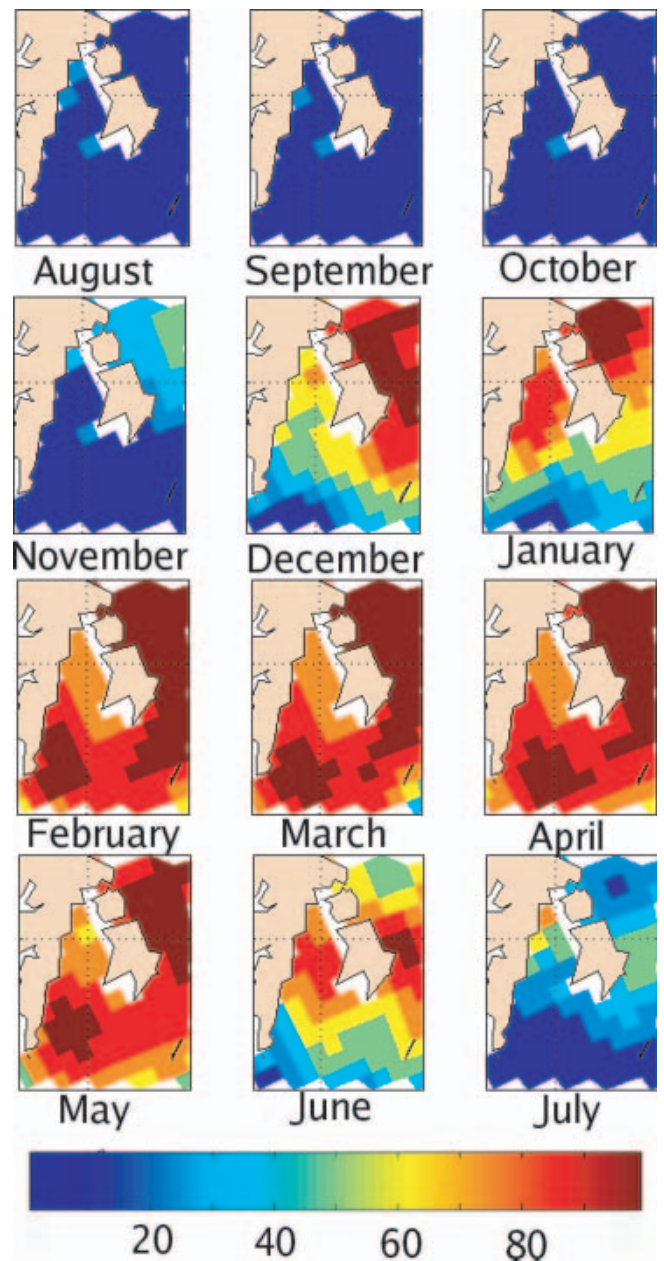 August September October
November December January
February March April
May June July
20 40 60 80